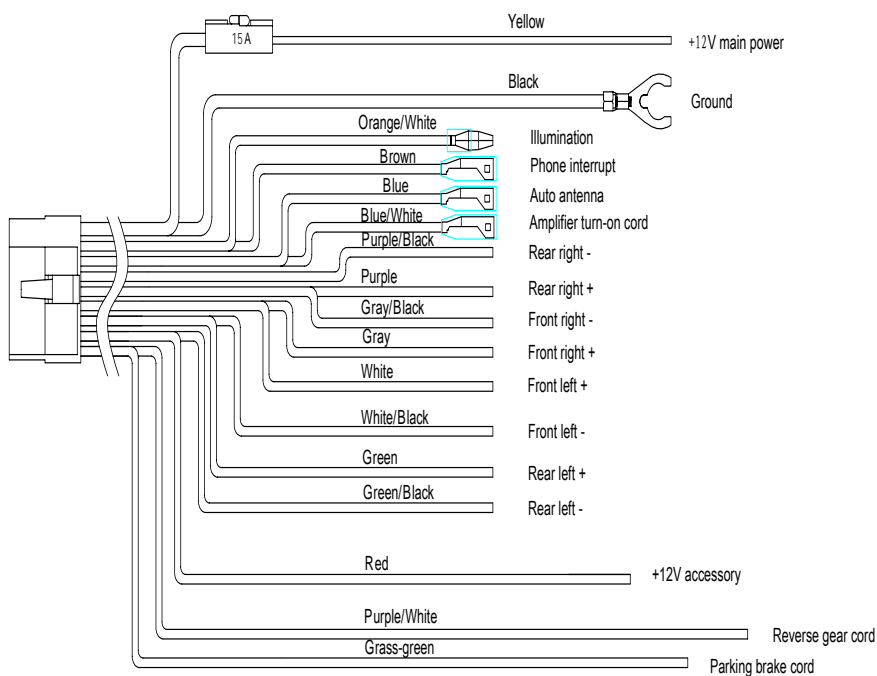 Yellow
15A
+12V main power
Black
Ground
Orange/White
Illumination
Brown
Phone interrupt
Blue
Auto antenna
Blue/White
Amplifier turn-on cord
Purple/Black
Rear right -
Purple
Rear right +
Gray/Black
Front right -
Gray
Front right +
White
Front left +
White/Black
Front left -
Green
Rear left +
Green/Black
Rear left -
Red
+12V accessory
Purple/White
Reverse gear cord
Grass-green
Parking brake cord